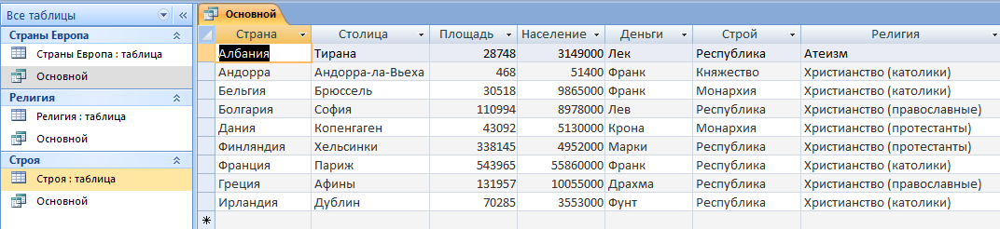 Все таблицы
Страны Европа
Страны Европа : таблица
Основной
Религия
Религия : таблица
Основной
Строя
Строя : таблица
Основной
Основной
Страна Столица Площадь Население Деньги Строй Религия
Албания Тирана 28748 3149000 Лек Республика Атеизм
Андорра Андорра-ла-Вьеха 468 51400 Франк Княжество Христианство (католики)
Бельгия Брюссель 30518 9865000 Франк Монархия Христианство (католики)
Болгария София 110994 8978000 Лев Республика Христианство (православные)
Дания Копенгаген 43092 5130000 Крона Монархия Христианство (протестанты)
Финляндия Хельсинки 338145 4952000 Марки Республика Христианство (протестанты)
Франция Париж 543965 55860000 Франк Республика Христианство (католики)
Греция Афины 131957 10055000 Драхма Республика Христианство (православные)
Ирландия Дублин 70285 3553000 Фунт Республика Христианство (католики)